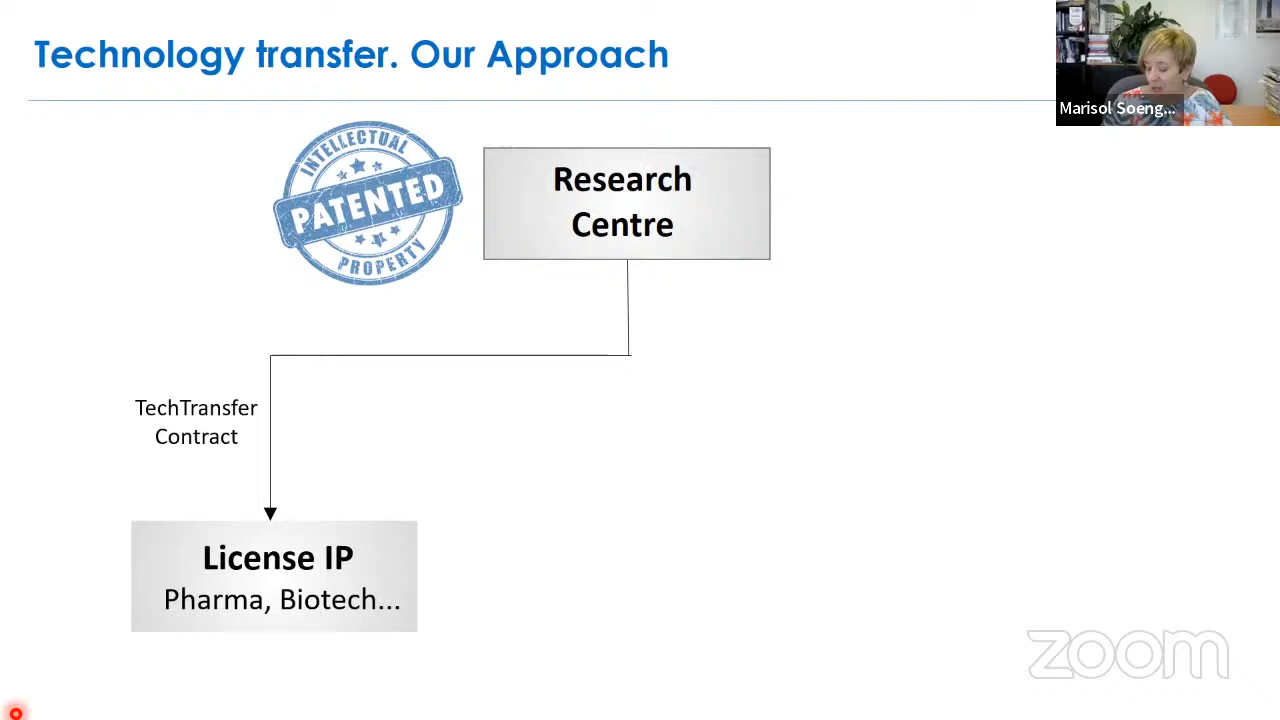 Technology transfer. Our Approach
Marisol Soeng...
INTELLECTUAL
PATENTED
PROPERTY
Research
Centre
TechTransfer
Contract
License IP
Pharma, Biotech...
zoom